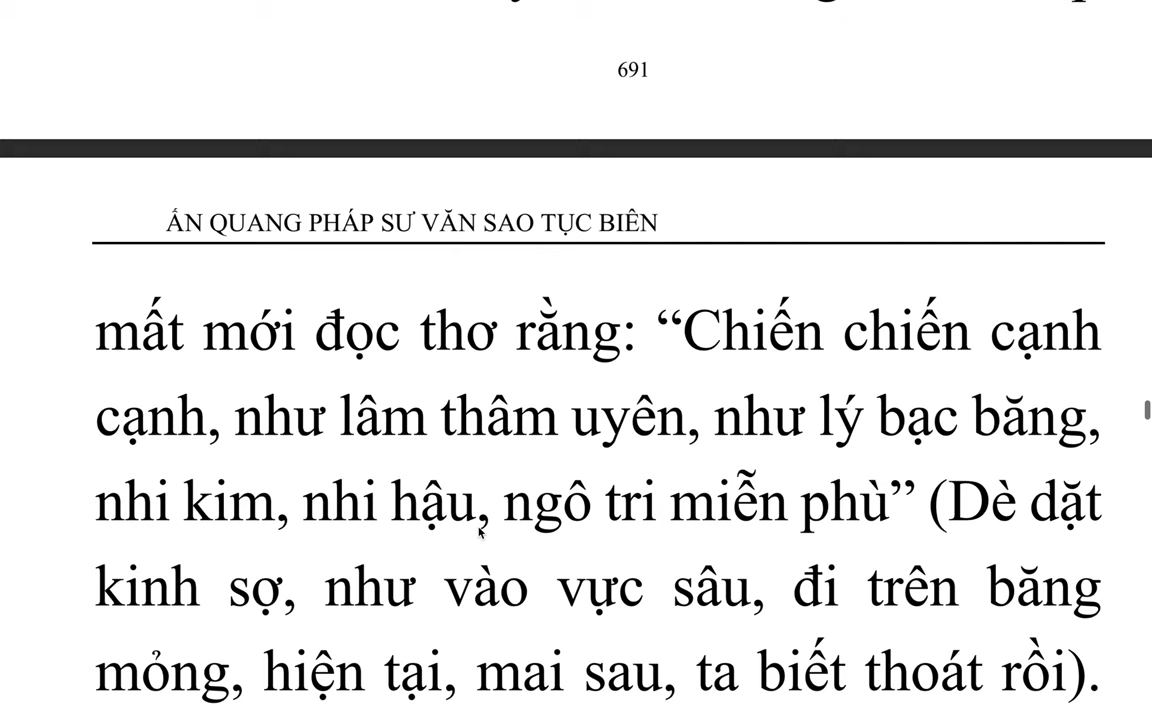 691
ẤN QUANG PHÁP SƯ VĂN SAO TỤC BIÊN
mất mới đọc thơ rằng: “Chiến chiến cạnh
cạnh, như lâm thâm uyên, như lý bạc băng,
nhi kim, nhi hậu, ngô tri miễn phù” (Dè dặt
kinh sợ, như vào vực sâu, đi trên băng
mỏng, hiện tại, mai sau, ta biết thoát rồi).